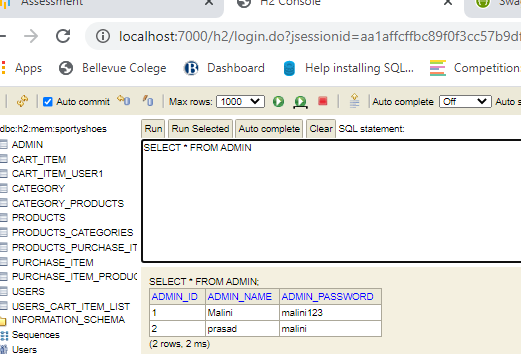 Assessment
H2 Console
localhost:7000/h2/login.do?jsessionid=aa1affcffbc89f0f3cc57b9df
Apps Bellevue Colege Dashboard Help installing SQL... Competition
Auto commit Max rows: 1000 Auto complete Off Auto s
dbc:h2:mem:sportyshoes
Run Run Selected Auto complete Clear SQL statement:
ADMIN
SELECT * FROM ADMIN
CART_ITEM
CART_ITEM_USER1
CATEGORY
CATEGORY_PRODUCTS
PRODUCTS
PRODUCTS_CATEGORIES
PRODUCTS_PURCHASE_IT
PURCHASE_ITEM
PURCHASE_ITEM_PRODUC
USERS
USERS_CART_ITEM_LIST
INFORMATION_SCHEMA
Sequences
Users
SELECT * FROM ADMIN;
ADMIN_ID ADMIN_NAME ADMIN_PASSWORD
1 Malini malini123
2 prasad malini
(2 rows, 2 ms)